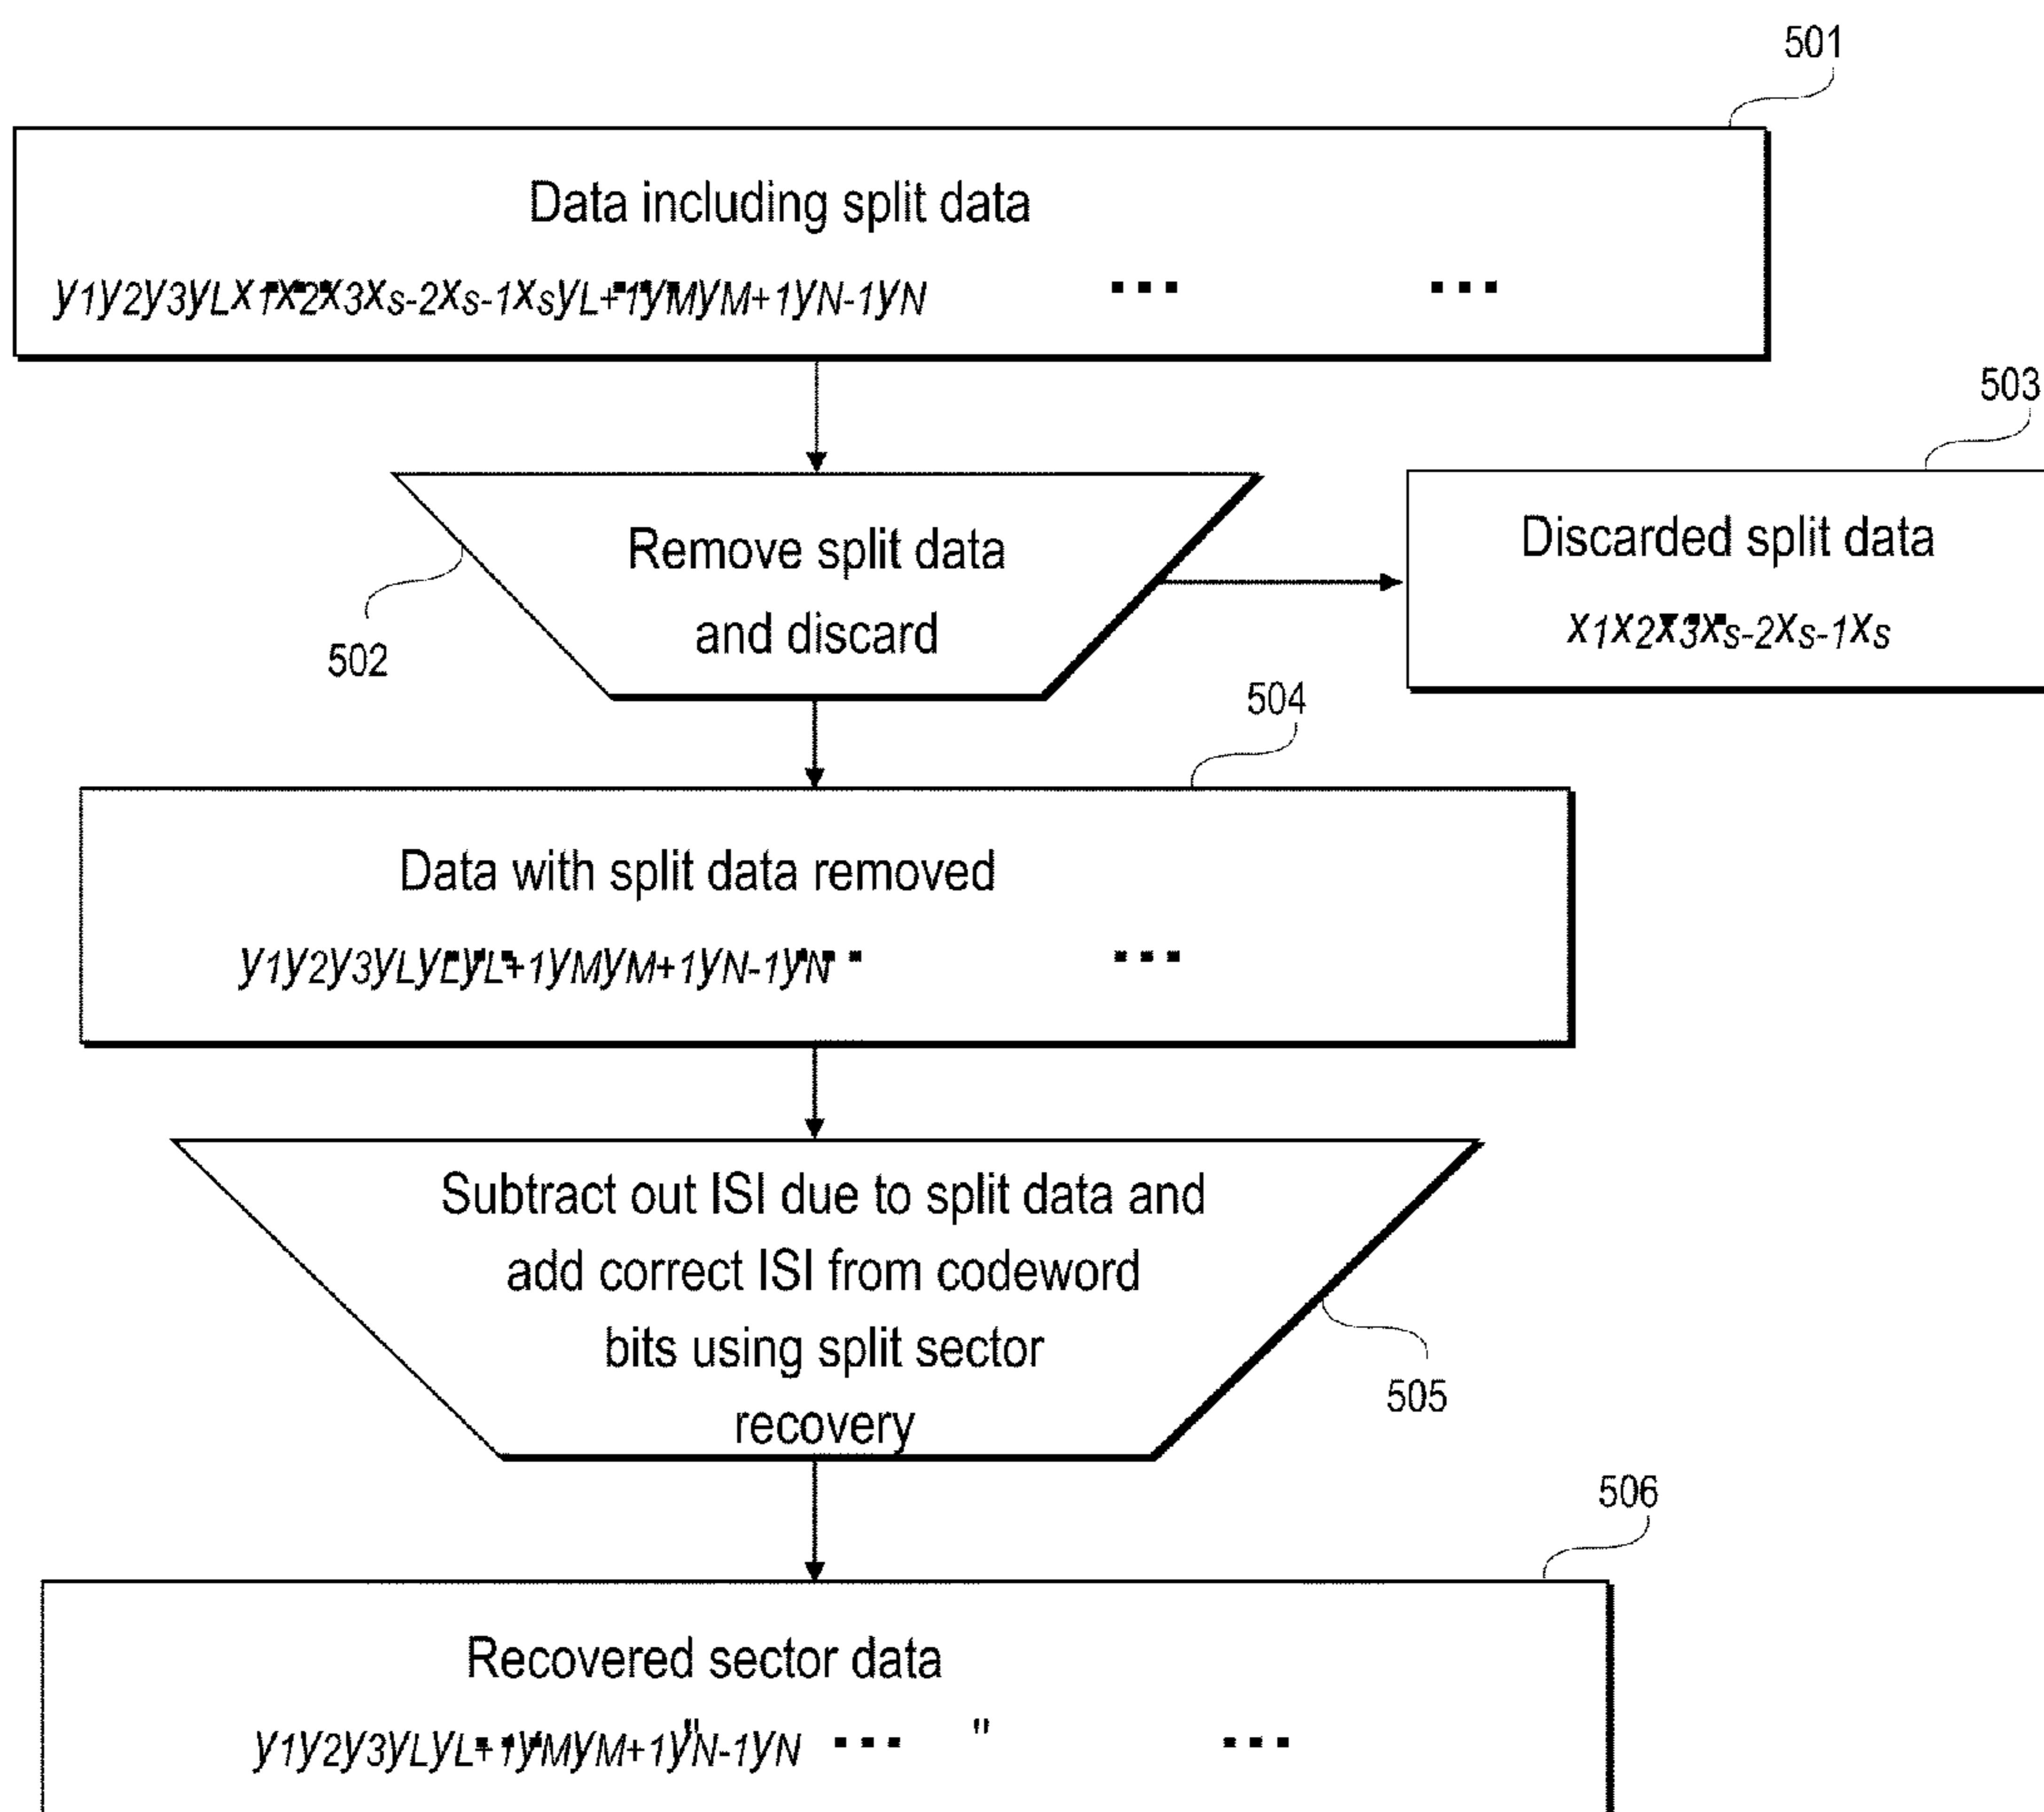 501
Data including split data
y1y2y3yLx1x2x3xs-2xs-1xsyL+1yMyM+1yN-1yN ... ... ... ...
503
Remove split data
and discard
Discarded split data
x1x2x3xs-2xs-1xs ...
502
504
Data with split data removed
y1y2y3yLyLyL+1yMyM+1yN-1yN ... ... ...
Subtract out ISI due to split data and
add correct ISI from codeword
bits using split sector
recovery
505
506
Recovered sector data
y1y2y3yLyL+1yMyM+1yN-1yN ... " ... " ...